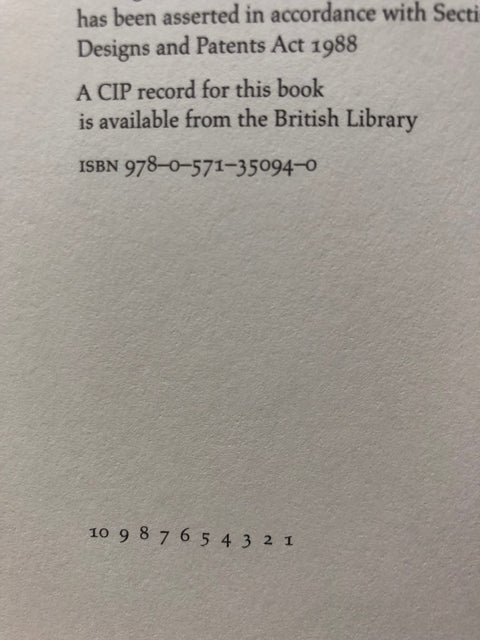 has been asserted in accordance with Secti
Designs and Patents Act 1988
A CIP record for this book
is available from the British Library
ISBN 978–0–571–35094–0
10 9 8 7 6 5 4 3 2 1